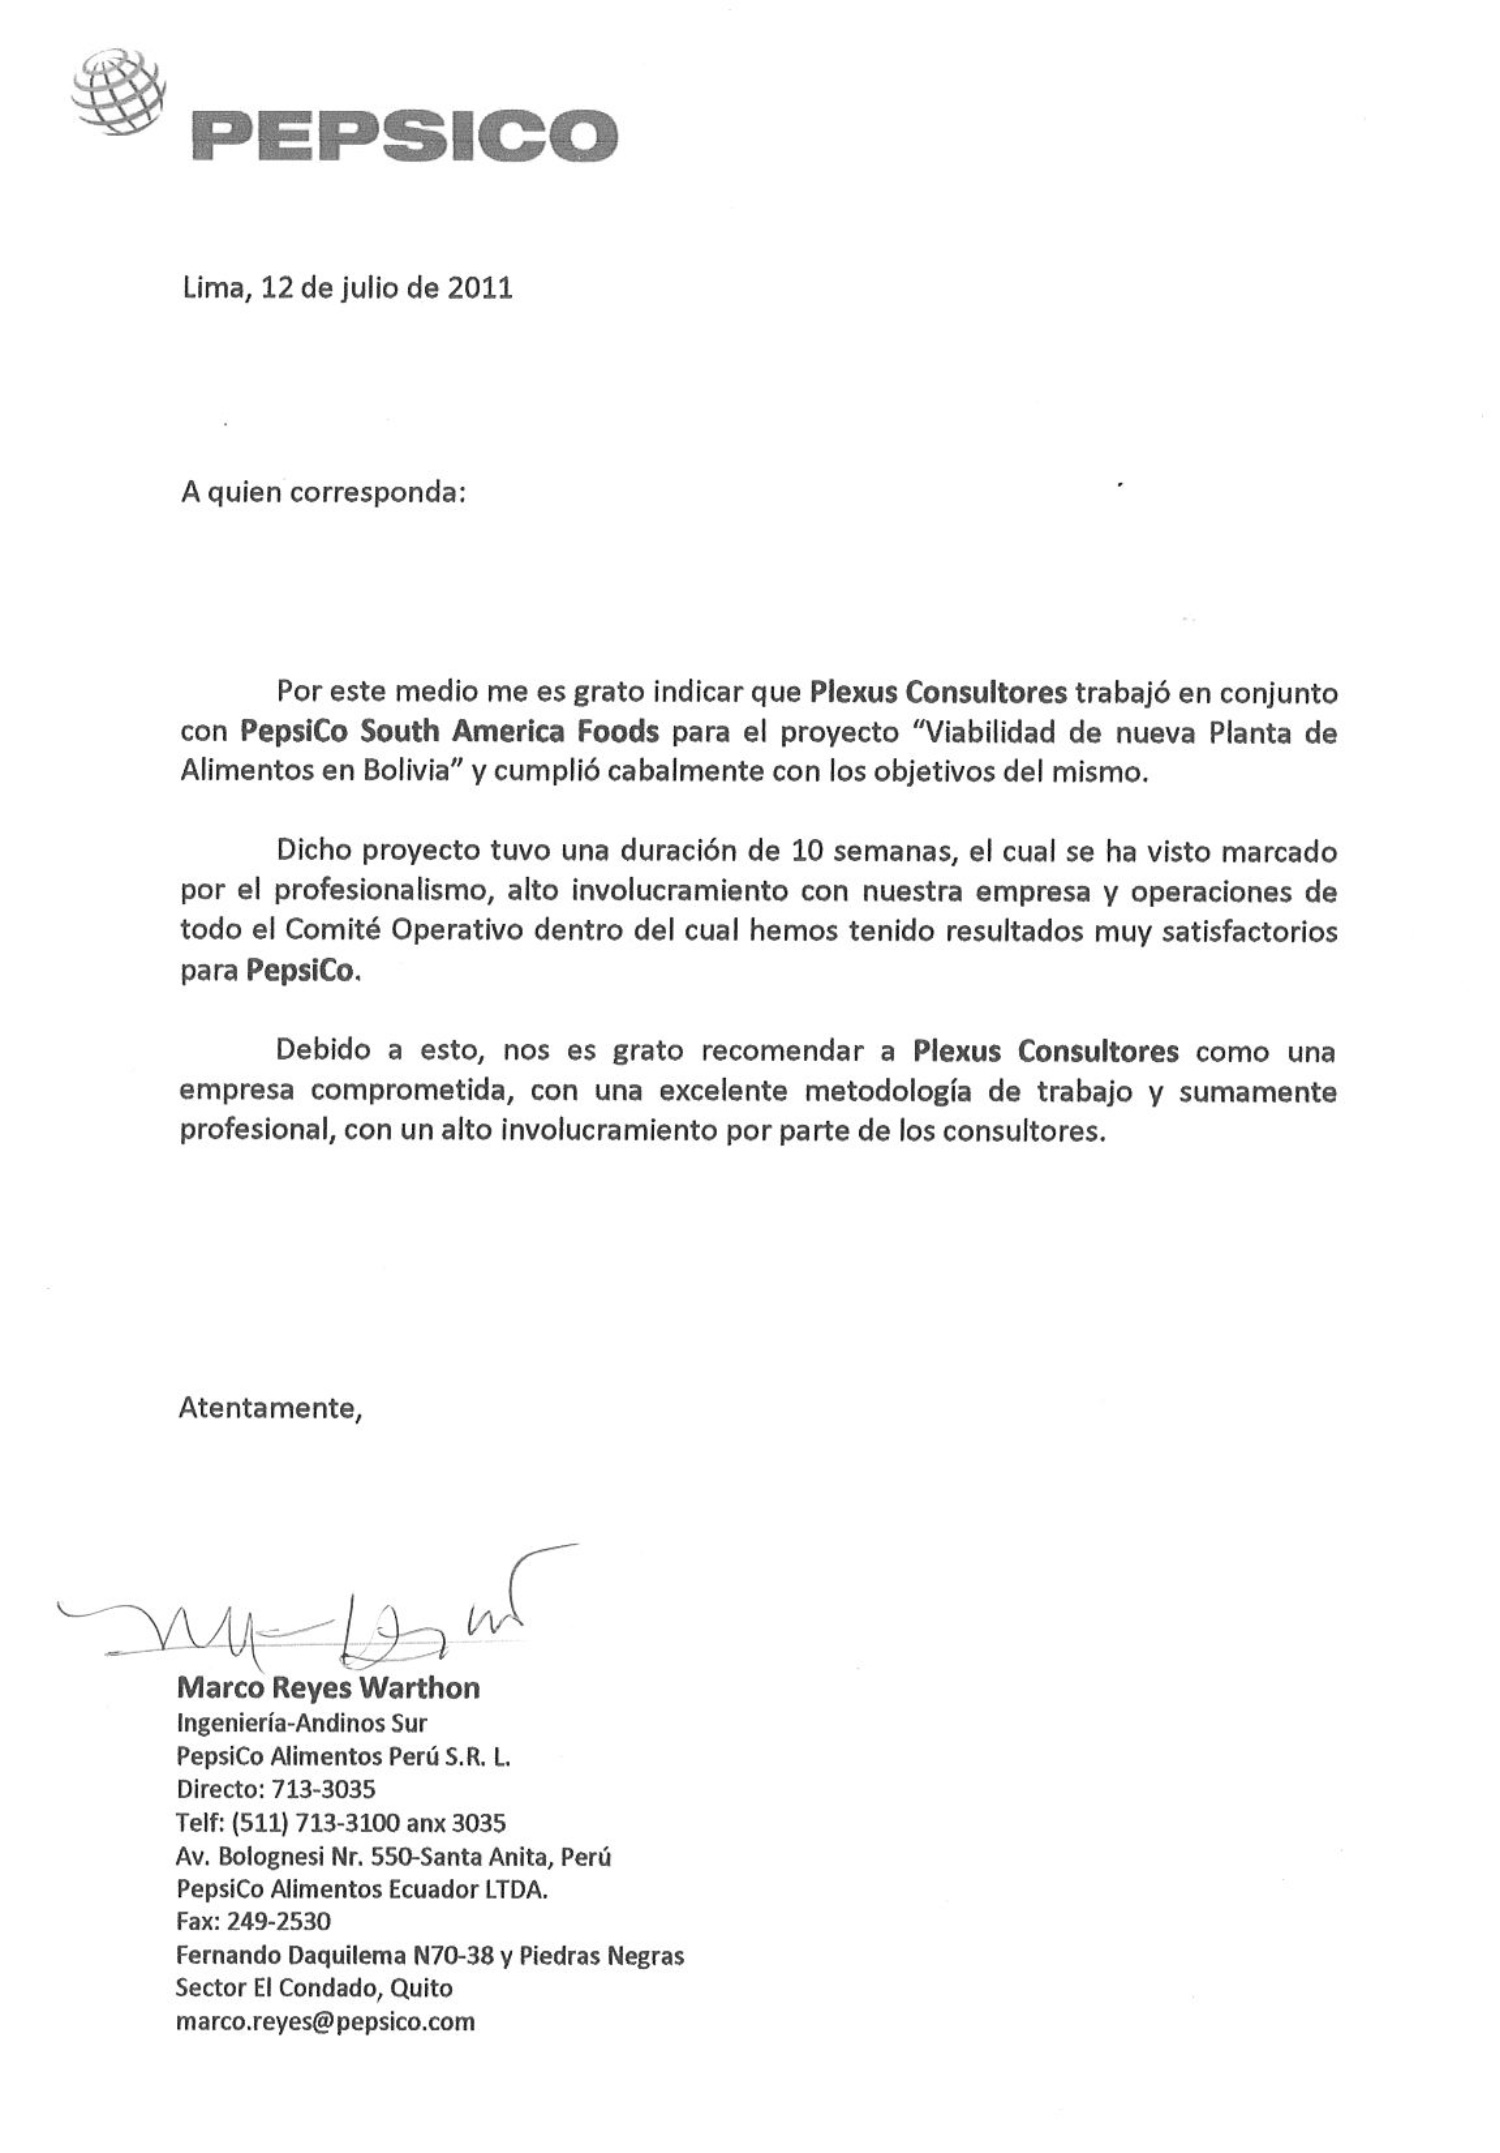 PEPSICO
Lima, 12 de julio de 2011
A quien corresponda:
Por este medio me es grato indicar que Plexus Consultores trabajó en conjunto
con PepsiCo South America Foods para el proyecto “Viabilidad de nueva Planta de
Alimentos en Bolivia” y cumplió cabalmente con los objetivos del mismo.
Dicho proyecto tuvo una duración de 10 semanas, el cual se ha visto marcado
por el profesionalismo, alto involucramiento con nuestra empresa y operaciones de
todo el Comité Operativo dentro del cual hemos tenido resultados muy satisfactorios
para PepsiCo.
Debido a esto, nos es grato recomendar a Plexus Consultores como una
empresa comprometida, con una excelente metodología de trabajo y sumamente
profesional, con un alto involucramiento por parte de los consultores.
Atentamente,
Marco Reyes Warthon
Ingeniería-Andinos Sur
PepsiCo Alimentos Perú S.R. L.
Directo: 713-3035
Telf: (511) 713-3100 anx 3035
Av. Bolognesi Nr. 550-Santa Anita, Perú
PepsiCo Alimentos Ecuador LTDA.
Fax: 249-2530
Fernando Daquilema N70-38 y Piedras Negras
Sector El Condado, Quito
marco.reyes@pepsico.com